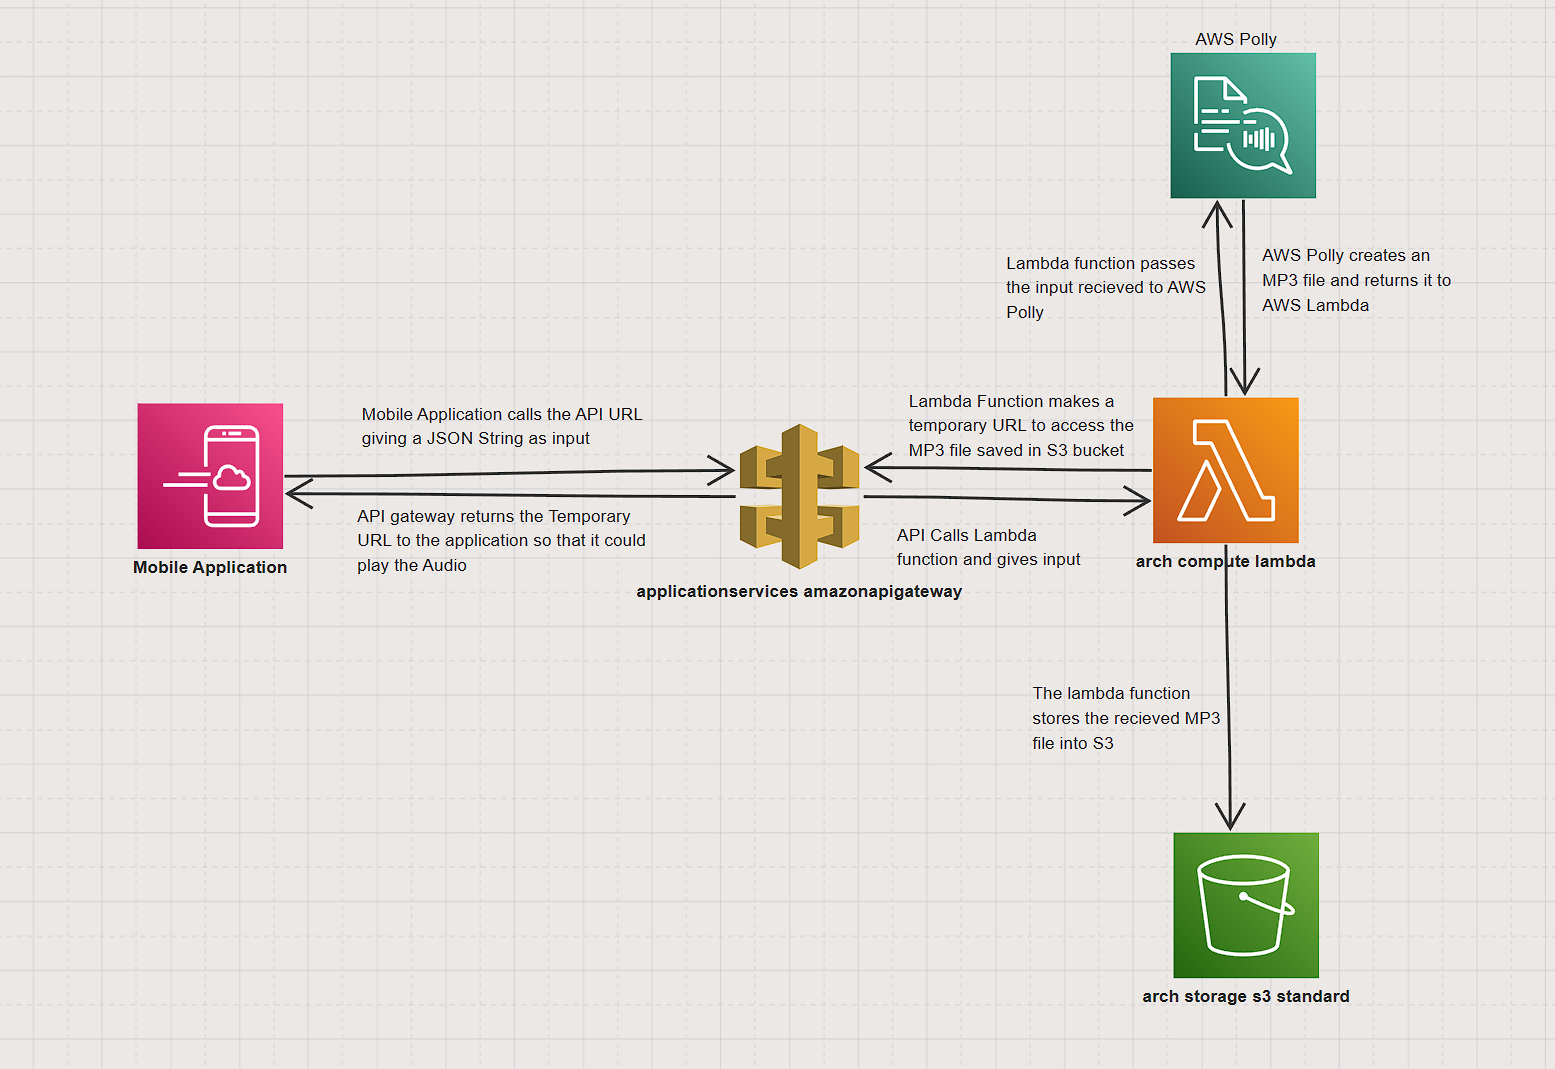 AWS Polly
Lambda function passes
the input recieved to AWS
Polly
AWS Polly creates an
MP3 file and returns it to
AWS Lambda
Mobile Application calls the API URL
giving a JSON String as input
Lambda Function makes a
temporary URL to access the
MP3 file saved in S3 bucket
API gateway returns the Temporary
URL to the application so that it could
play the Audio
API Calls Lambda
function and gives input
Mobile Application
applicationservices amazonapigateway
arch compute lambda
The lambda function
stores the recieved MP3
file into S3
arch storage s3 standard